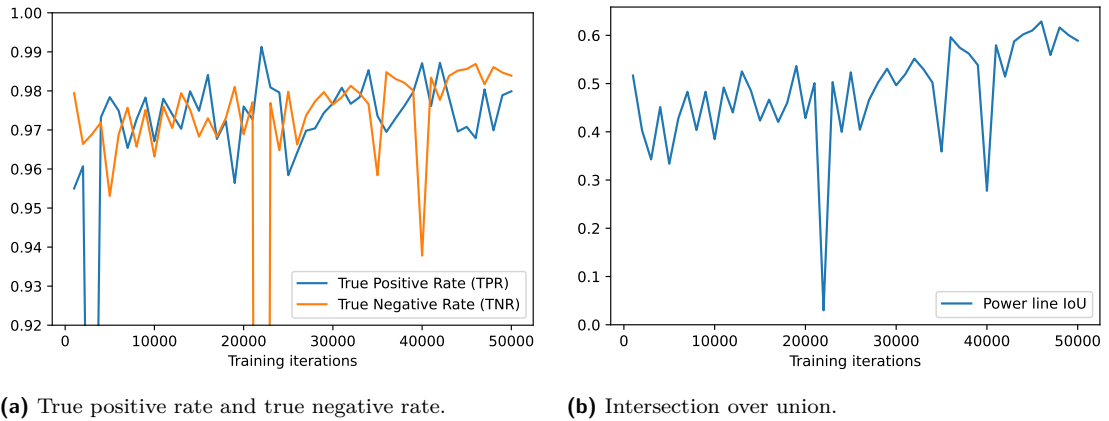 1.00
0.99
0.98
0.97
0.96
0.95
0.94
0.93
0.92
0 10000 20000 30000 40000 50000
Training iterations
True Positive Rate (TPR)
True Negative Rate (TNR)
(a) True positive rate and true negative rate.
0.6
0.5
0.4
0.3
0.2
0.1
0.0
0 10000 20000 30000 40000 50000
Training iterations
Power line IoU
(b) Intersection over union.